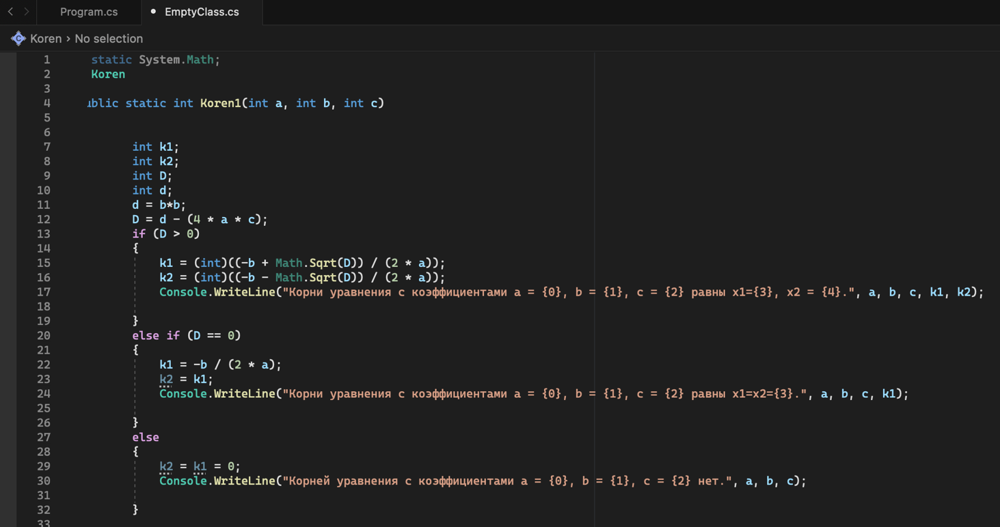 Program.cs
EmptyClass.cs
Koren › No selection
1 static System.Math;
2 Koren
3
4 ublic static int Koren1(int a, int b, int c)
5
6
7 int k1;
8 int k2;
9 int D;
10 int d;
11 d = b*b;
12 D = d - (4 * a * c);
13 if (D > 0)
14 {
15 k1 = (int)((-b + Math.Sqrt(D)) / (2 * a));
16 k2 = (int)((-b - Math.Sqrt(D)) / (2 * a));
17 Console.WriteLine("Корни уравнения с коэффициентами a = {0}, b = {1}, c = {2} равны x1={3}, x2 = {4}.", a, b, c, k1, k2);
18
19 }
20 else if (D == 0)
21 {
22 k1 = -b / (2 * a);
23 k2 = k1;
24 Console.WriteLine("Корни уравнения с коэффициентами a = {0}, b = {1}, c = {2} равны x1=x2={3}.", a, b, c, k1);
25
26 }
27 else
28 {
29 k2 = k1 = 0;
30 Console.WriteLine("Корней уравнения с коэффициентами a = {0}, b = {1}, c = {2} нет.", a, b, c);
31
32 }
33